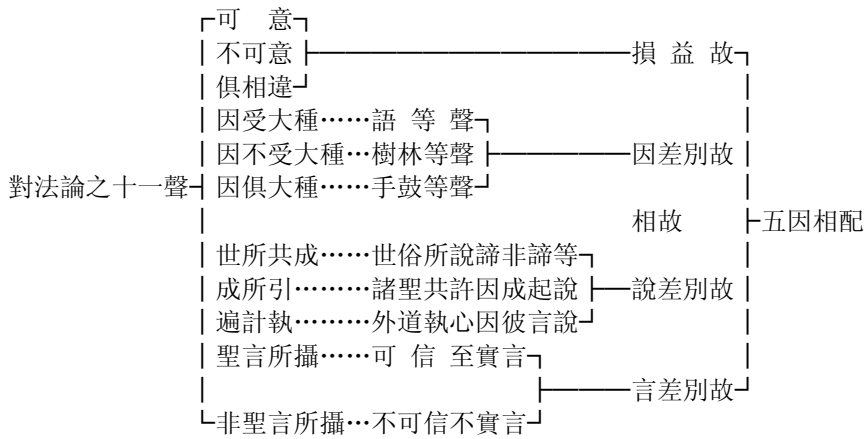 ┌可　意┐
│不可意├───────────────損 益 故┐
│俱相違┘ │
│因受大種……語 等 聲┐ │
│因不受大種…樹林等聲├──────因差別故│
對法論之十一聲┤因俱大種……手鼓等聲┘ │
│ 相故 ├五因相配
│世所共成……世俗所說諦非諦等┐ │
│成所引………諸聖共許因成起說├──說差別故│
│遍計執………外道執心因彼言說┘ │
│聖言所攝……可 信 至實言┐ │
│ ├────言差別故┘
└非聖言所攝…不可信不實言┘